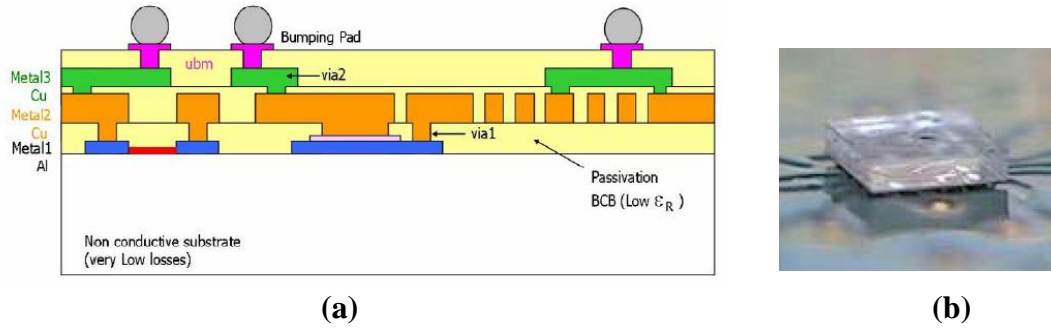 Bumping Pad
ubm
via2
Metal3
Cu
Metal2
Cu
via1
Metal1
Al
Passivation
BCB (Low ε R )
Non conductive substrate
(very Low losses)
(a)
(b)